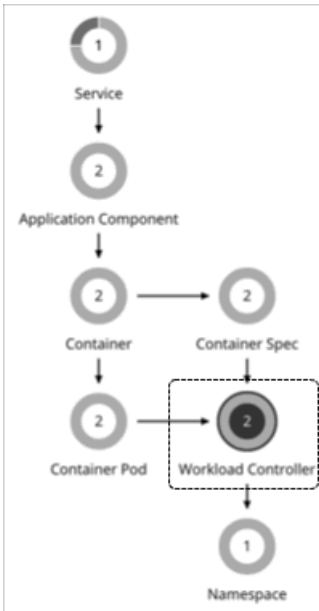 1
Service
2
Application Component
2 2
Container Container Spec
2 2
Container Pod Workload Controller
1
Namespace